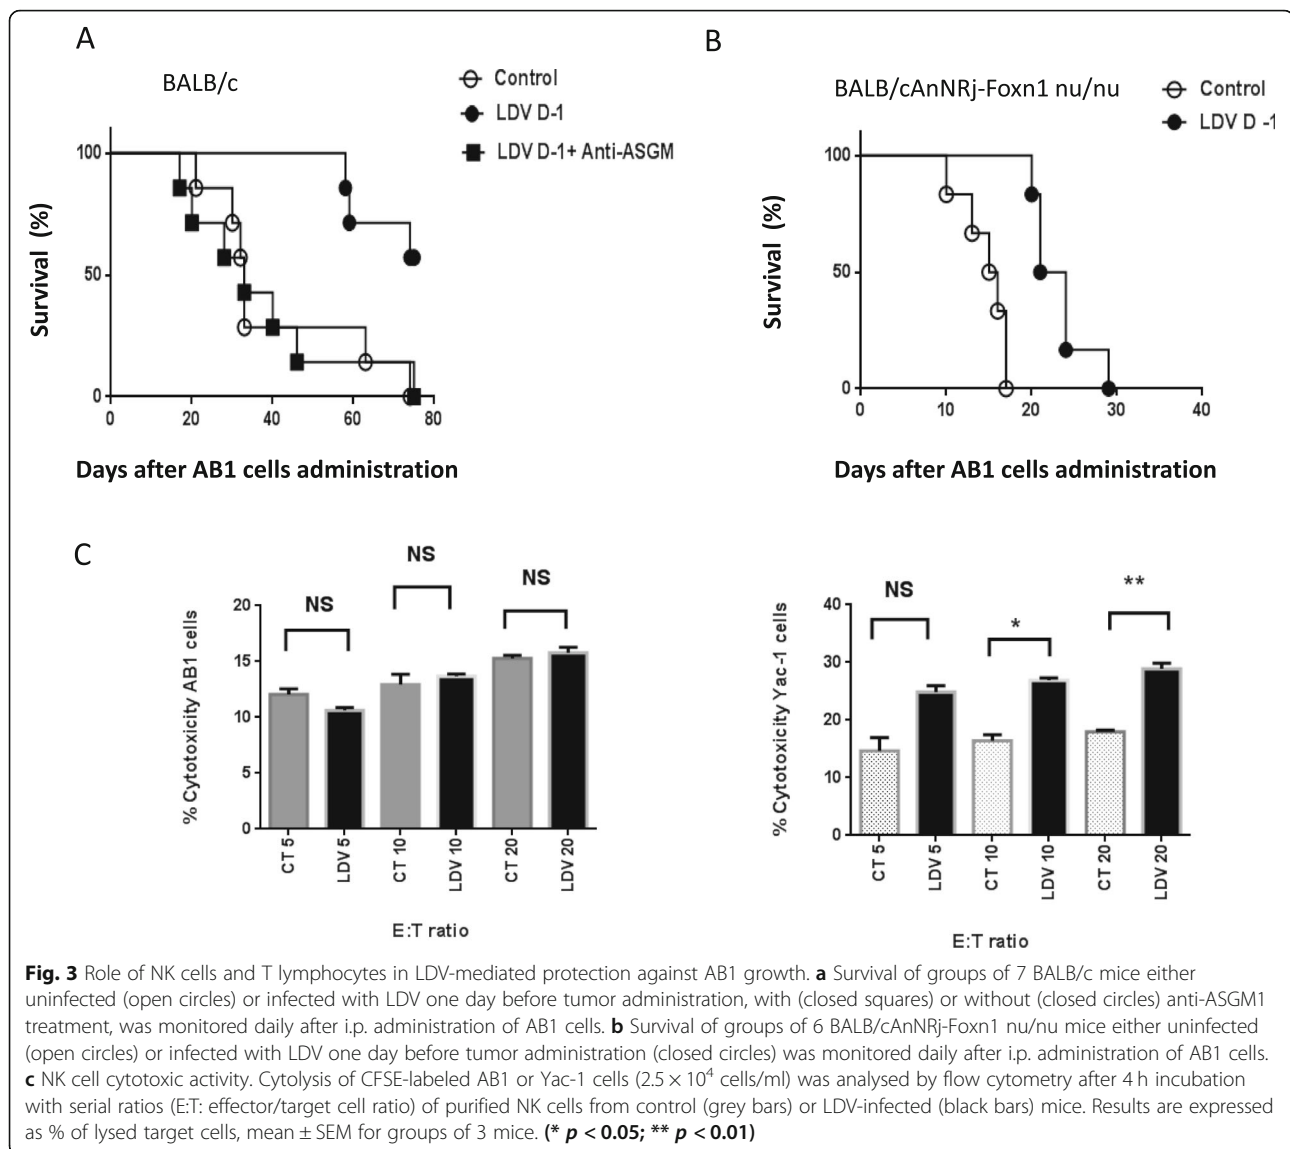 A
BALB/c
Control
LDV D-1
LDV D-1+ Anti-ASGM
Survival (%)
100
50
0
0 20 40 60 80
Days after AB1 cells administration
B
BALB/cAnNRj-Foxn1 nu/nu
Control
LDV D -1
Survival (%)
100
50
0
0 10 20 30 40
Days after AB1 cells administration
C
NS
NS
NS
% Cytotoxicity AB1 cells
20
15
10
5
0
CT 5
LDV 5
CT 10
LDV 10
CT 20
LDV 20
E:T ratio
NS
*
**
% Cytotoxicity Yac-1 cells
40
30
20
10
0
CT 5
LDV 5
CT 10
LDV 10
CT 20
LDV 20
E:T ratio
Fig. 3 Role of NK cells and T lymphocytes in LDV-mediated protection against AB1 growth. a Survival of groups of 7 BALB/c mice either
uninfected (open circles) or infected with LDV one day before tumor administration, with (closed squares) or without (closed circles) anti-ASGM1
treatment, was monitored daily after i.p. administration of AB1 cells. b Survival of groups of 6 BALB/cAnNRj-Foxn1 nu/nu mice either uninfected
(open circles) or infected with LDV one day before tumor administration (closed circles) was monitored daily after i.p. administration of AB1 cells.
c NK cell cytotoxic activity. Cytolysis of CFSE-labeled AB1 or Yac-1 cells (2.5 × 10⁴ cells/ml) was analysed by flow cytometry after 4 h incubation
with serial ratios (E:T: effector/target cell ratio) of purified NK cells from control (grey bars) or LDV-infected (black bars) mice. Results are expressed
as % of lysed target cells, mean ± SEM for groups of 3 mice. (* p < 0.05; ** p < 0.01)